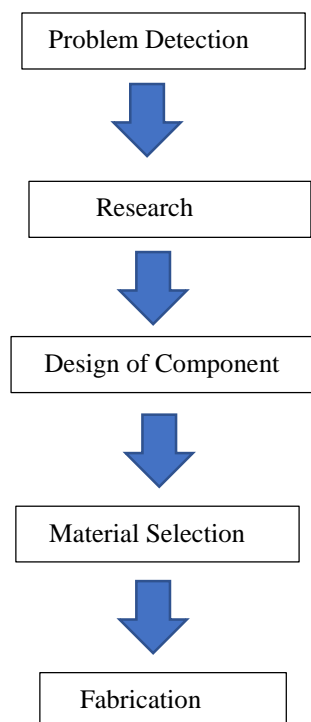 Problem Detection
Research
Design of Component
Material Selection
Fabrication